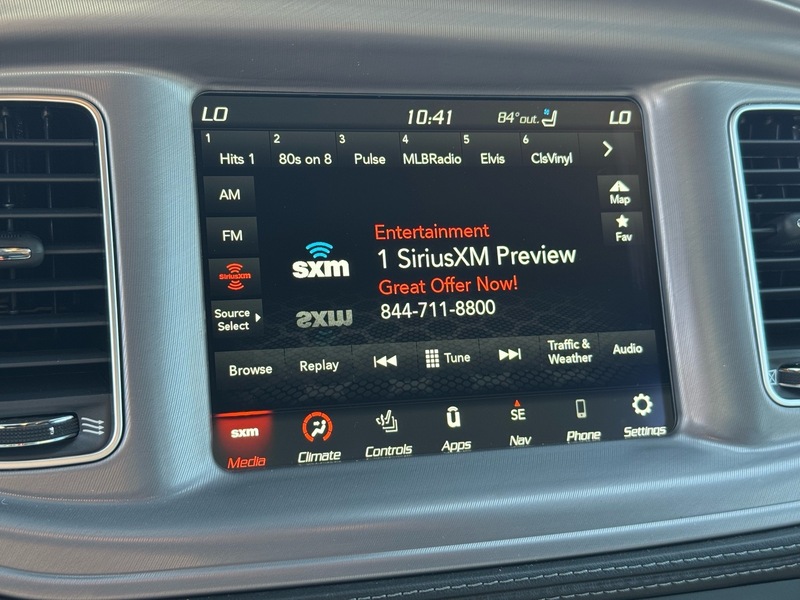 LO 10:41 84° out. LO
1 Hits 1 2 80s on 8 3 Pulse 4 MLBRadio 5 Elvis 6 ClsVinyl
AM
Map
FM
Fav
SiriusXM
Source
Select
sxm
Entertainment
1 SiriusXM Preview
Great Offer Now!
844-711-8800
sxm
Browse Replay Tune Traffic &
Weather Audio
sxm SE
Media Climate Controls Apps Nav Phone Settings